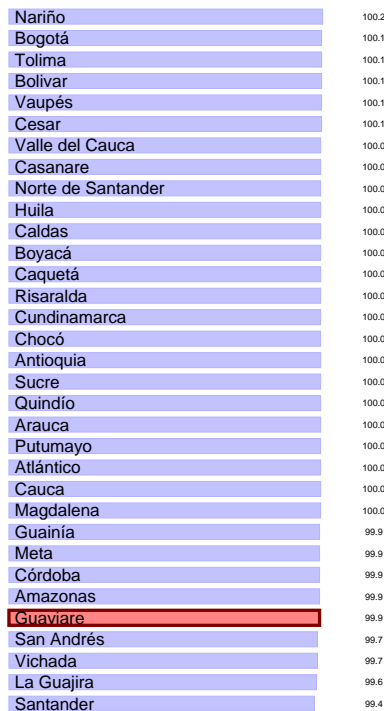 Nariño 100.2
Bogotá 100.1
Tolima 100.1
Bolivar 100.1
Vaupés 100.1
Cesar 100.1
Valle del Cauca 100.0
Casanare 100.0
Norte de Santander 100.0
Huila 100.0
Caldas 100.0
Boyacá 100.0
Caquetá 100.0
Risaralda 100.0
Cundinamarca 100.0
Chocó 100.0
Antioquia 100.0
Sucre 100.0
Quindío 100.0
Arauca 100.0
Putumayo 100.0
Atlántico 100.0
Cauca 100.0
Magdalena 100.0
Guainía 99.9
Meta 99.9
Córdoba 99.9
Amazonas 99.9
Guaviare 99.9
San Andrés 99.7
Vichada 99.7
La Guajira 99.6
Santander 99.4